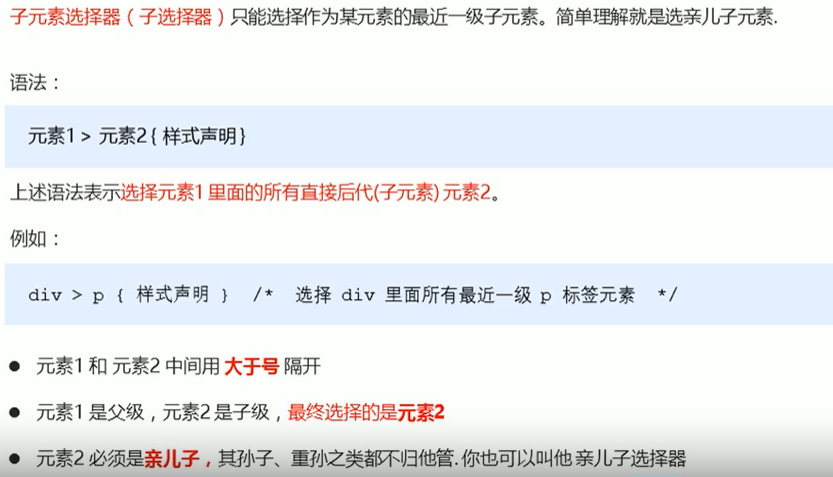 子元素选择器（子选择器）只能选择作为某元素的最近一级子元素。简单理解就是选亲儿子元素.
语法：
元素1 > 元素2 { 样式声明 }
上述语法表示选择元素1 里面的所有直接后代(子元素) 元素2。
例如：
div > p { 样式声明 } /* 选择 div 里面所有最近一级 p 标签元素 */
● 元素1 和 元素2 中间用 大于号 隔开
● 元素1 是父级，元素2 是子级，最终选择的是元素2
● 元素2 必须是亲儿子，其孙子、重孙之类都不归他管. 你也可以叫他 亲儿子选择器